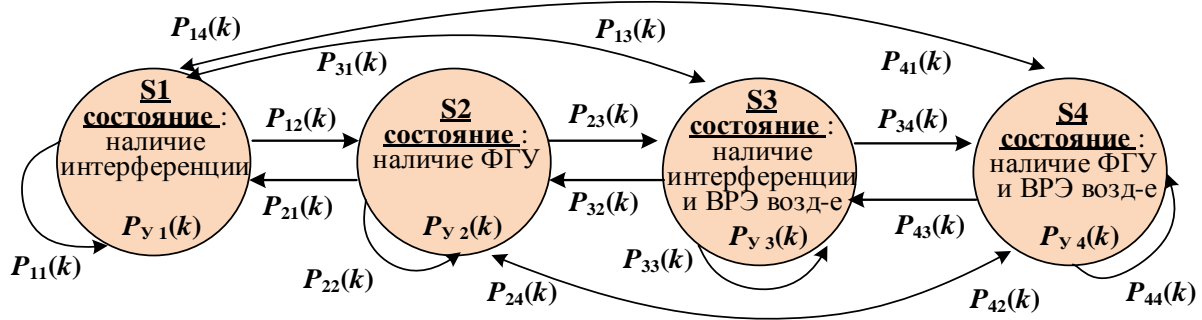 P14(k)
P13(k)
P31(k)
P41(k)
S1
состояние :
наличие
интерференции
PУ 1(k)
P12(k)
P21(k)
S2
состояние :
наличие ФГУ
PУ 2(k)
P23(k)
P32(k)
S3
состояние :
наличие
интерференции
и ВРЭ возд-е
PУ 3(k)
P34(k)
P43(k)
S4
состояние :
наличие ФГУ
и ВРЭ возд-е
PУ 4(k)
P11(k)
P22(k)
P24(k)
P33(k)
P42(k)
P44(k)